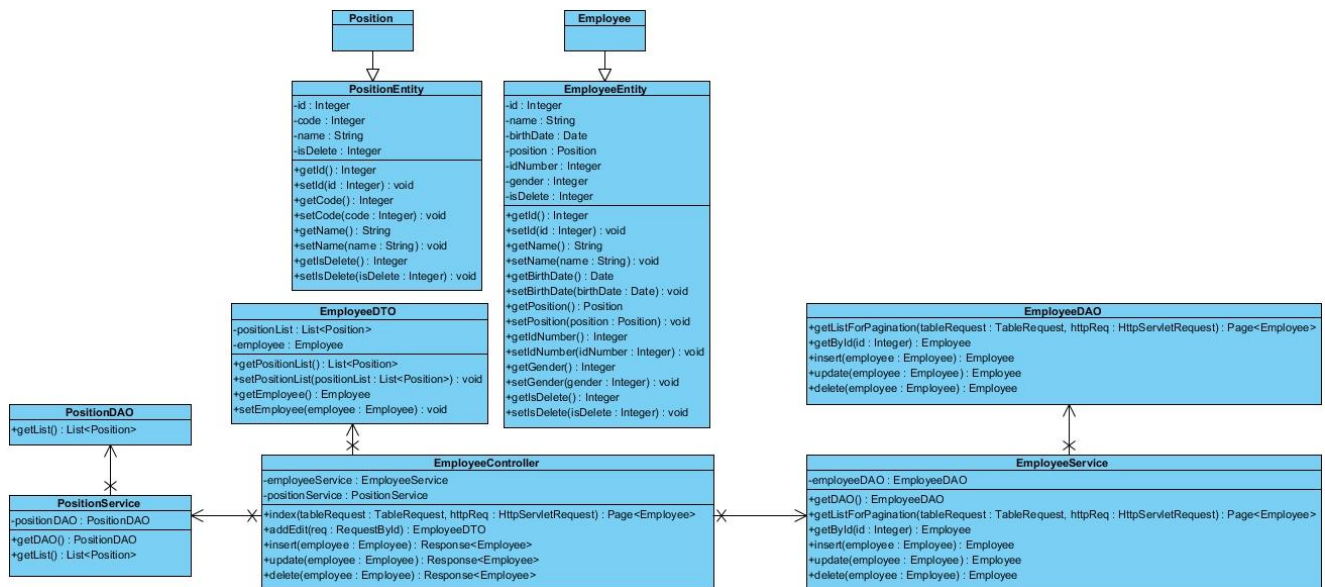 Position
Employee
PositionEntity
-id : Integer
-code : Integer
-name : String
-isDelete : Integer
+getId() : Integer
+setId(id : Integer) : void
+getCode() : Integer
+setCode(code : Integer) : void
+getName() : String
+setName(name : String) : void
+getIsDelete() : Integer
+setIsDelete(isDelete : Integer) : void
EmployeeEntity
-id : Integer
-name : String
-birthDate : Date
-position : Position
-idNumber : Integer
-gender : Integer
-isDelete : Integer
+getId() : Integer
+setId(id : Integer) : void
+getName() : String
+setName(name : String) : void
+getBirthDate() : Date
+setBirthDate(birthDate : Date) : void
+getPosition() : Position
+setPosition(position : Position) : void
+getIdNumber() : Integer
+setIdNumber(idNumber : Integer) : void
+getGender() : Integer
+setGender(gender : Integer) : void
+getIsDelete() : Integer
+setIsDelete(isDelete : Integer) : void
EmployeeDTO
-positionList : List<Position>
-employee : Employee
+getPositionList() : List<Position>
+setPositionList(positionList : List<Position>) : void
+getEmployee() : Employee
+setEmployee(employee : Employee) : void
EmployeeDAO
+getListForPagination(tableRequest : TableRequest, httpReq : HttpServletRequest) : Page<Employee>
+getById(id : Integer) : Employee
+insert(employee : Employee) : Employee
+update(employee : Employee) : Employee
+delete(employee : Employee) : Employee
PositionDAO
+getList() : List<Position>
PositionService
-positionDAO : PositionDAO
+getDAO() : PositionDAO
+getList() : List<Position>
EmployeeController
-employeeService : EmployeeService
-positionService : PositionService
+index(tableRequest : TableRequest, httpReq : HttpServletRequest) : Page<Employee>
+addEdit(req : RequestById) : EmployeeDTO
+insert(employee : Employee) : Response<Employee>
+update(employee : Employee) : Response<Employee>
+delete(employee : Employee) : Response<Employee>
EmployeeService
-employeeDAO : EmployeeDAO
+getDAO() : EmployeeDAO
+getListForPagination(tableRequest : TableRequest, httpReq : HttpServletRequest) : Page<Employee>
+getById(id : Integer) : Employee
+insert(employee : Employee) : Employee
+update(employee : Employee) : Employee
+delete(employee : Employee) : Employee